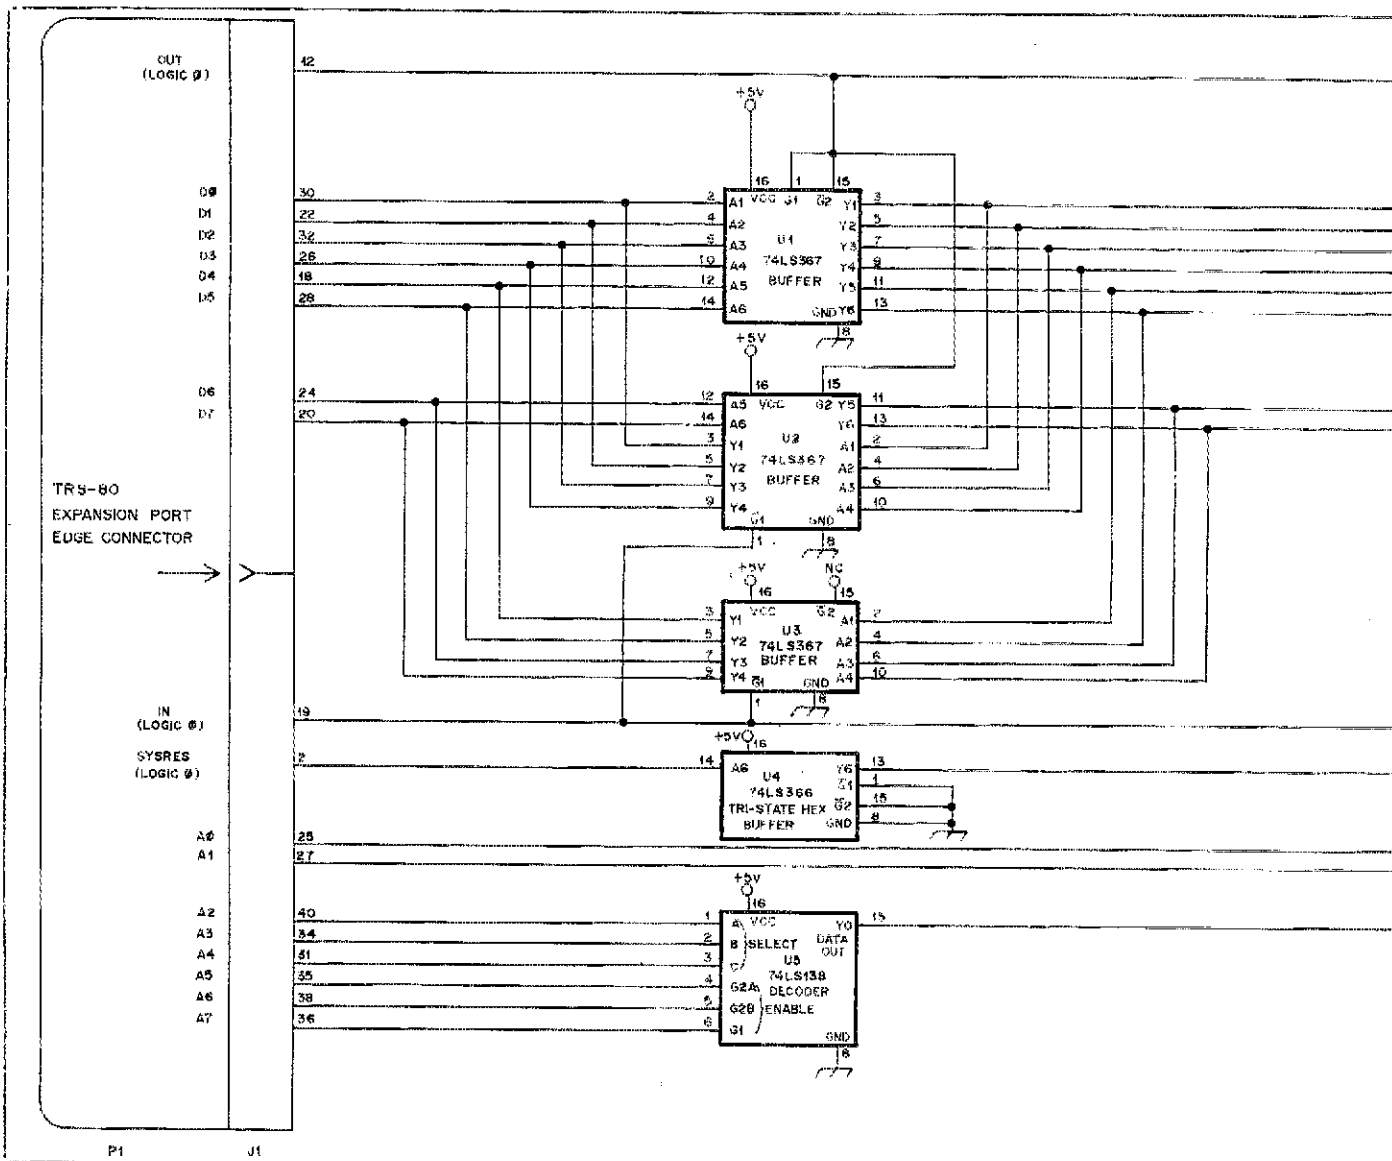 OUT
(LOGIC Ø)
42
+5V
16
1
15
DØ
30
2
A1
VCC
G1
G2
Y1
3
D1
22
4
A2
Y2
5
D2
32
6
A3
U1
Y3
7
D3
26
10
A4
74LS367
Y4
9
D4
18
12
A5
BUFFER
Y5
11
D5
28
14
A6
GND
Y6
13
8
+5V
16
15
D6
24
12
A5
VCC
G2
Y5
11
D7
20
14
A6
Y6
13
3
Y1
U2
A1
2
5
Y2
74LS367
A2
4
7
Y3
BUFFER
A3
6
9
Y4
A4
10
G1
GND
1
8
TRS-80
EXPANSION PORT
EDGE CONNECTOR
+5V
NC
16
15
VCC
G2
3
Y1
U3
A1
2
5
Y2
74LS367
A2
4
7
Y3
BUFFER
A3
6
9
Y4
A4
10
G1
GND
1
8
IN
(LOGIC Ø)
19
+5V
16
SYSRES
(LOGIC Ø)
2
14
A6
Y6
13
U4
G1
1
74LS366
G2
15
TRI-STATE HEX
BUFFER
GND
8
AØ
25
A1
27
+5V
16
A2
40
1
A
VCC
Y0
15
A3
34
2
B
SELECT
DATA
OUT
A4
31
3
C
U5
74LS138
A5
35
4
G2A
DECODER
A6
38
5
G2B
ENABLE
A7
36
6
G1
GND
8
P1
J1